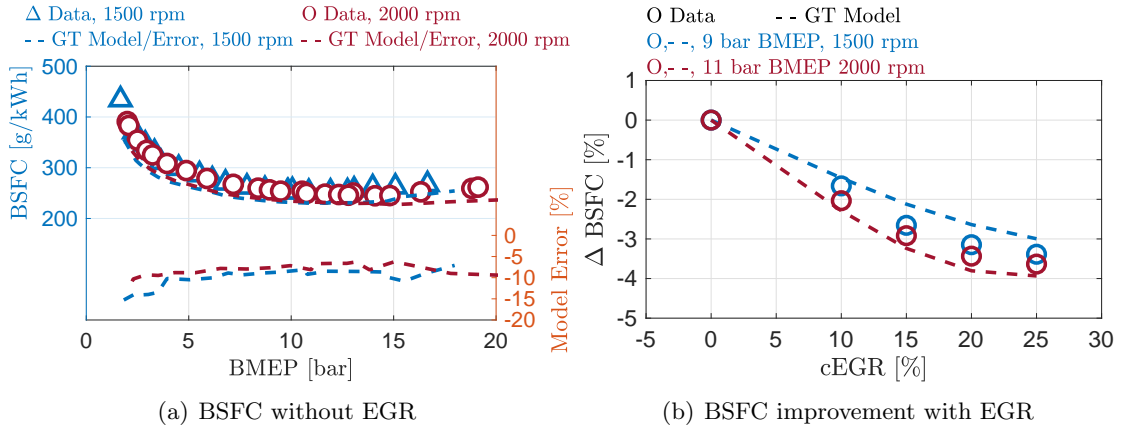 Δ Data, 1500 rpm
O Data, 2000 rpm
- - GT Model/Error, 1500 rpm
- - GT Model/Error, 2000 rpm
500
400
300
200
BSFC [g/kWh]
0
-5
-10
-15
-20
Model Error [%]
0 5 10 15 20
BMEP [bar]
(a) BSFC without EGR
O Data
- - GT Model
O,- -, 9 bar BMEP, 1500 rpm
O,- -, 11 bar BMEP 2000 rpm
1
0
-1
-2
-3
-4
-5
Δ BSFC [%]
-5 0 5 10 15 20 25 30
cEGR [%]
(b) BSFC improvement with EGR